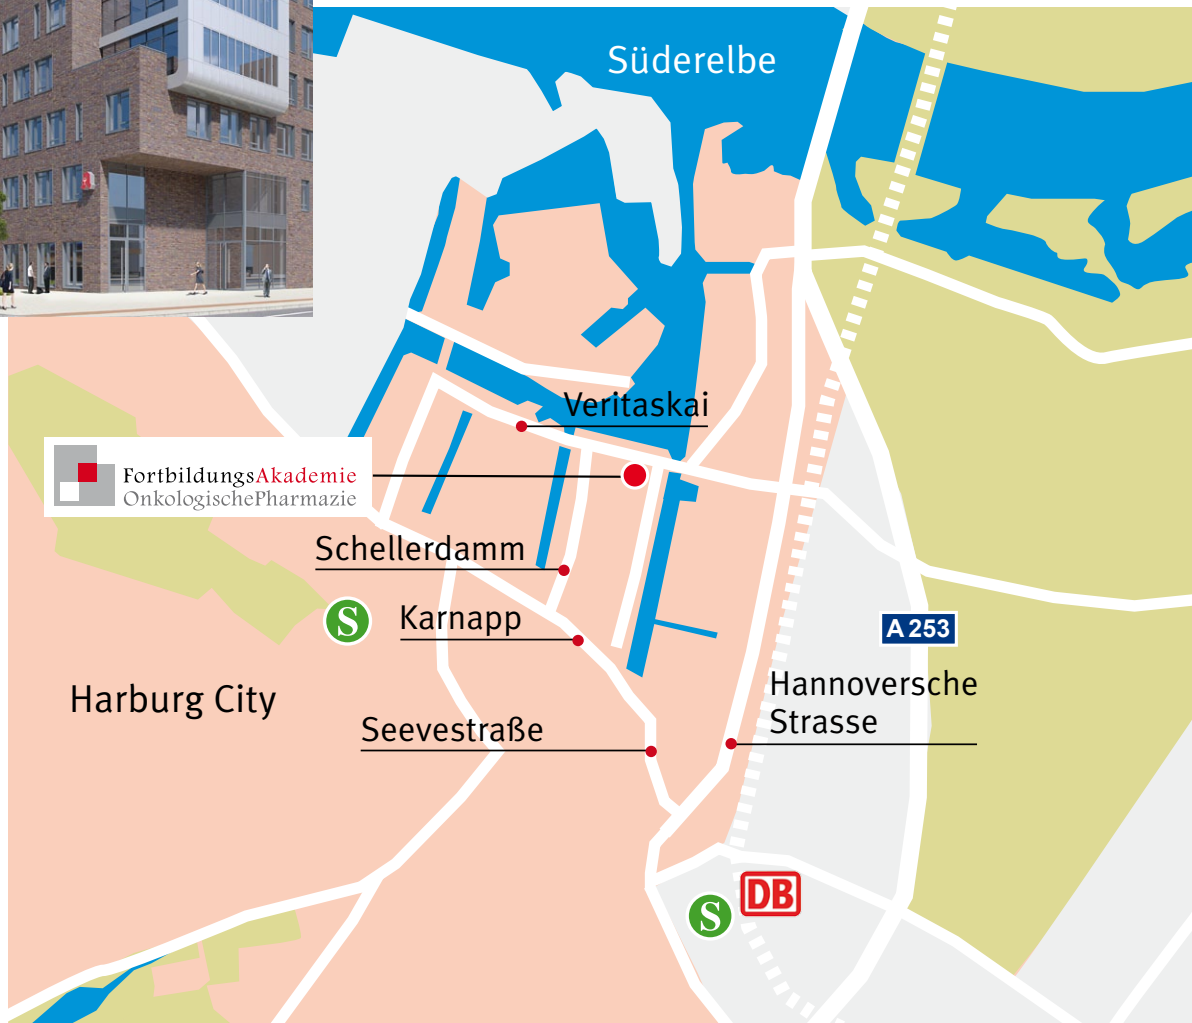 Süderelbe
Veritaskai
FortbildungsAkademie
OnkologischePharmazie
Schellerdamm
S
Karnapp
A 253
Harburg City
Hannoversche
Strasse
Seevestraße
S
DB